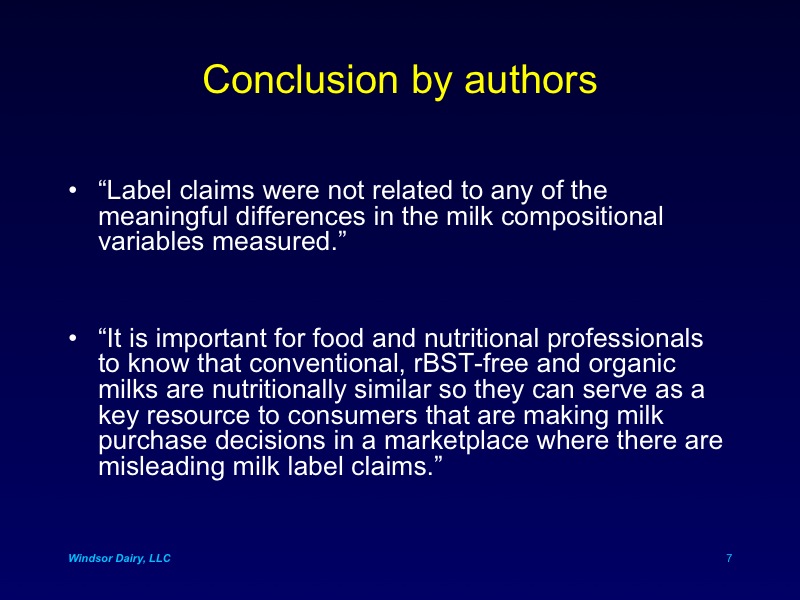 Conclusion by authors
• “Label claims were not related to any of the
meaningful differences in the milk compositional
variables measured.”
• “It is important for food and nutritional professionals
to know that conventional, rBST-free and organic
milks are nutritionally similar so they can serve as a
key resource to consumers that are making milk
purchase decisions in a marketplace where there are
misleading milk label claims.”
Windsor Dairy, LLC
7